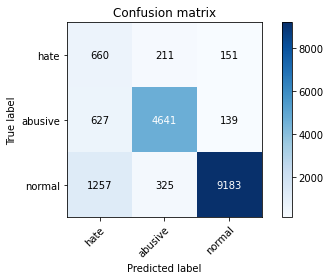 Confusion matrix
True label
hate 660 211 151
abusive 627 4641 139
normal 1257 325 9183
hate abusive normal
Predicted label
8000
6000
4000
2000